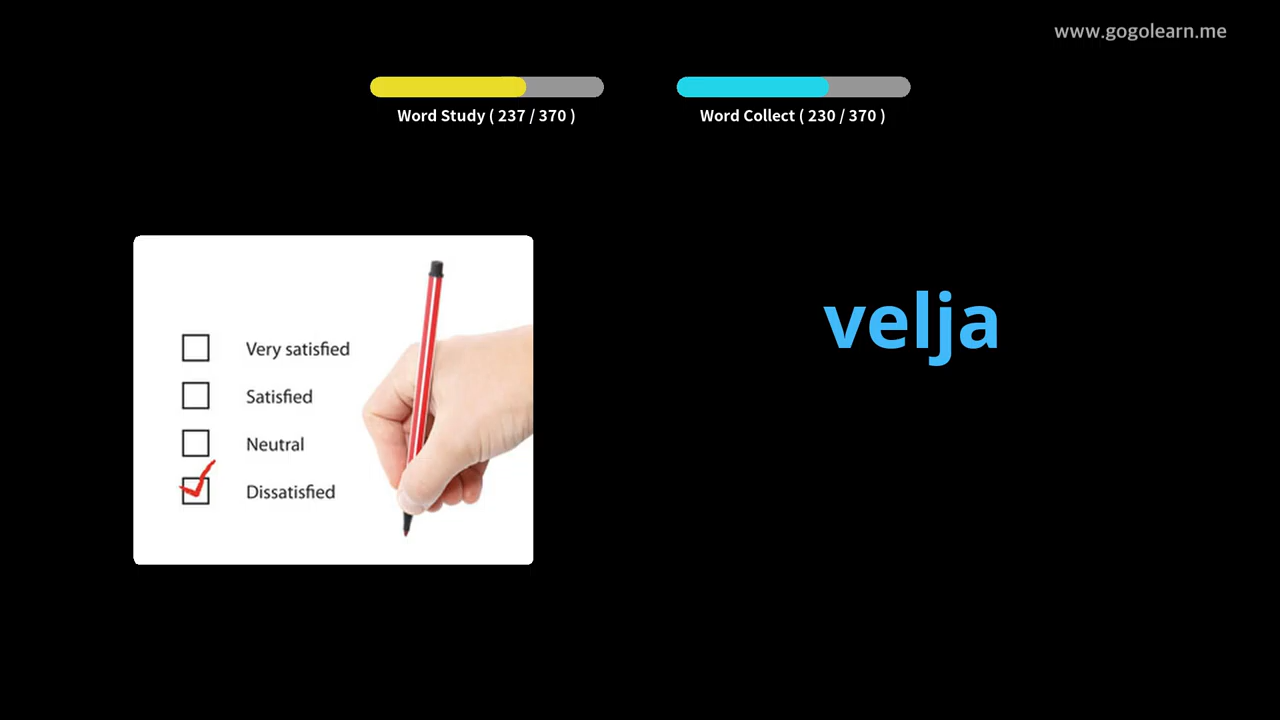 www.gogolearn.me
Word Study ( 237 / 370 )
Word Collect ( 230 / 370 )
velja
Very satisfied
Satisfied
Neutral
Dissatisfied